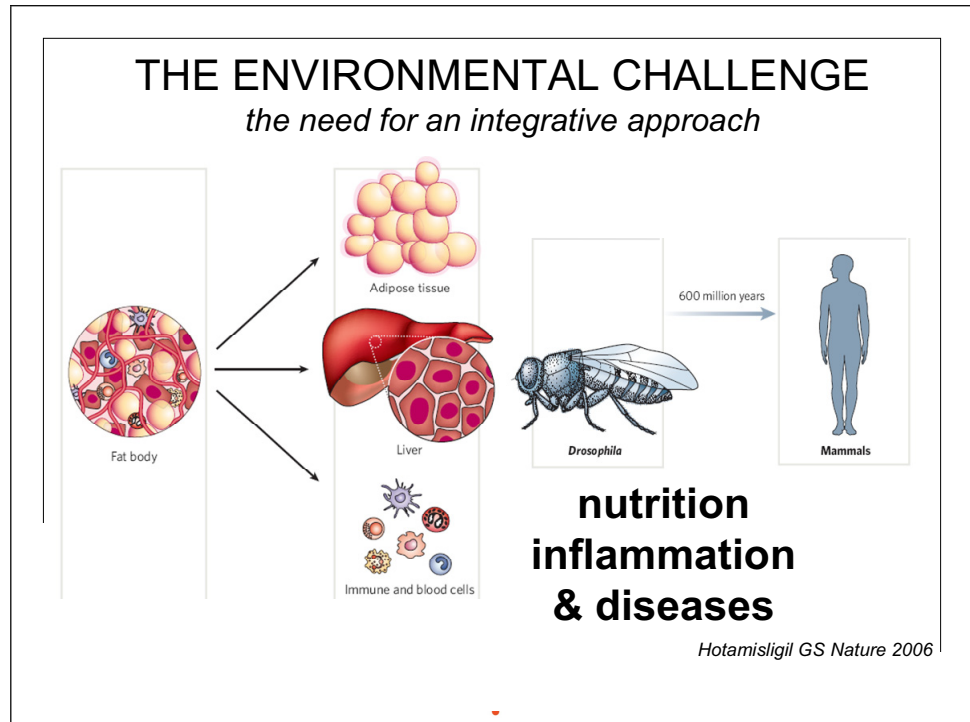 THE ENVIRONMENTAL CHALLENGE
the need for an integrative approach
Adipose tissue
600 million years
Fat body
Liver
Drosophila
Mammals
Immune and blood cells
nutrition
inflammation
& diseases
Hotamisligil GS Nature 2006